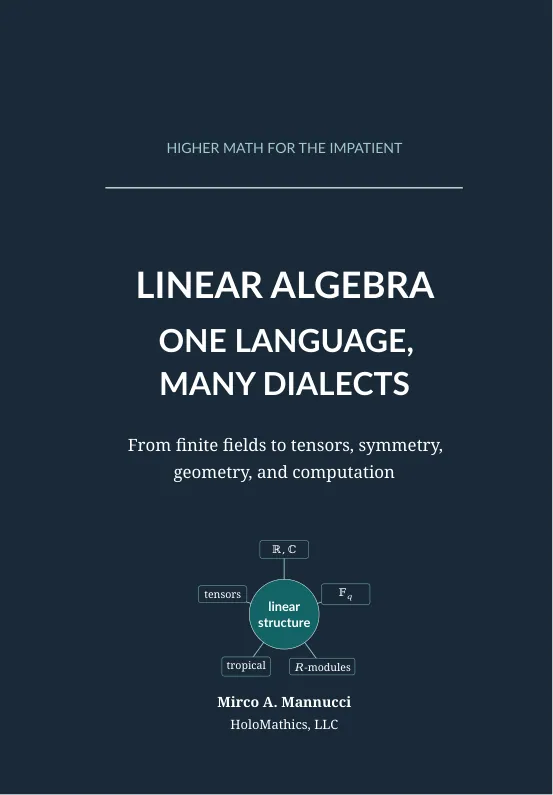 HIGHER MATH FOR THE IMPATIENT
LINEAR ALGEBRA
ONE LANGUAGE,
MANY DIALECTS
From finite fields to tensors, symmetry,
geometry, and computation
ℝ, ℂ
tensors
𝔽q
linear
structure
tropical
R-modules
Mirco A. Mannucci
HoloMathics, LLC